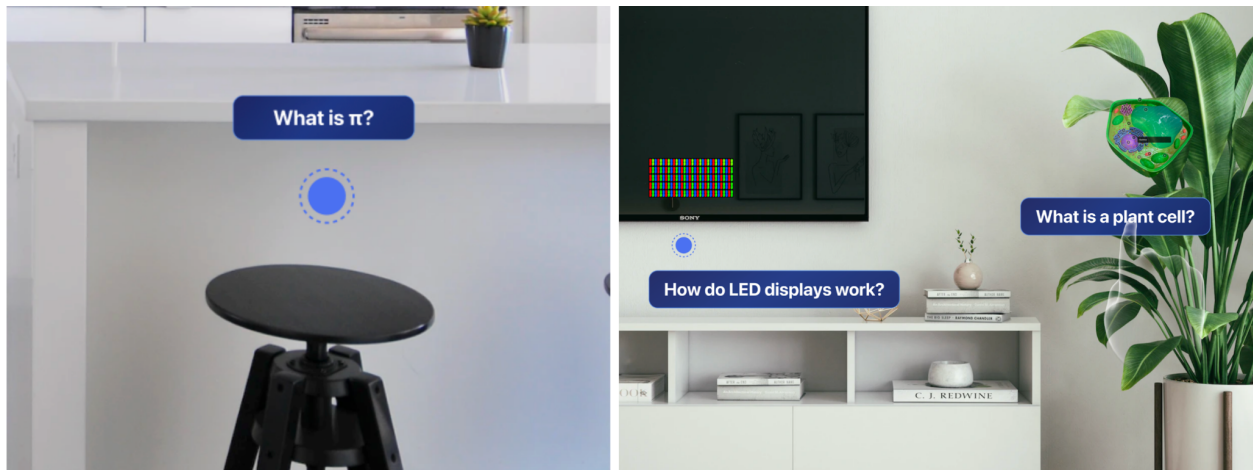 What is π?
SONY
What is a plant cell?
How do LED displays work?
C. J. REDWINE